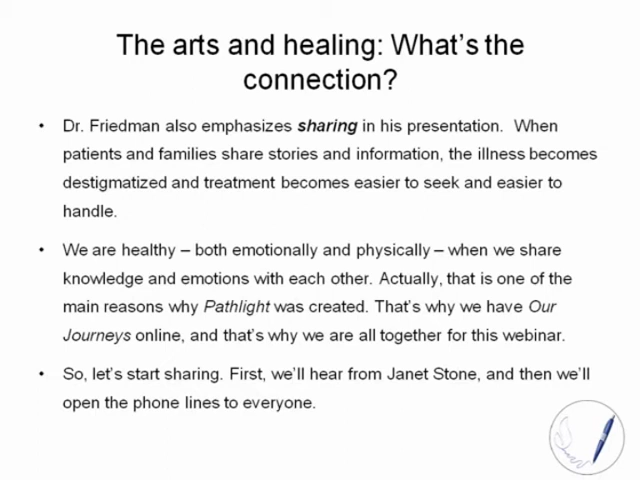 The arts and healing: What's the
connection?
• Dr. Friedman also emphasizes sharing in his presentation. When
patients and families share stories and information, the illness becomes
destigmatized and treatment becomes easier to seek and easier to
handle.
• We are healthy – both emotionally and physically – when we share
knowledge and emotions with each other. Actually, that is one of the
main reasons why Pathlight was created. That's why we have Our
Journeys online, and that's why we are all together for this webinar.
• So, let's start sharing. First, we'll hear from Janet Stone, and then we'll
open the phone lines to everyone.